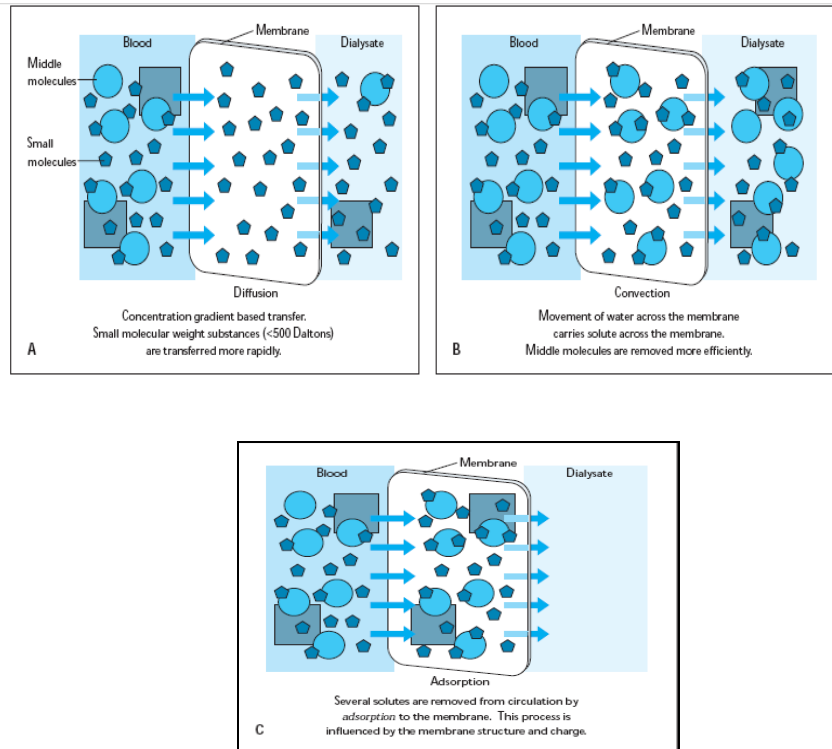 Blood
Membrane
Dialysate
Middle
molecules
Small
molecules
Diffusion
Concentration gradient based transfer.
Small molecular weight substances (<500 Daltons)
are transferred more rapidly.
A
Blood
Membrane
Dialysate
Convection
Movement of water across the membrane
carries solute across the membrane.
Middle molecules are removed more efficiently.
B
Blood
Membrane
Dialysate
Adsorption
Several solutes are removed from circulation by
adsorption to the membrane. This process is
influenced by the membrane structure and charge.
C